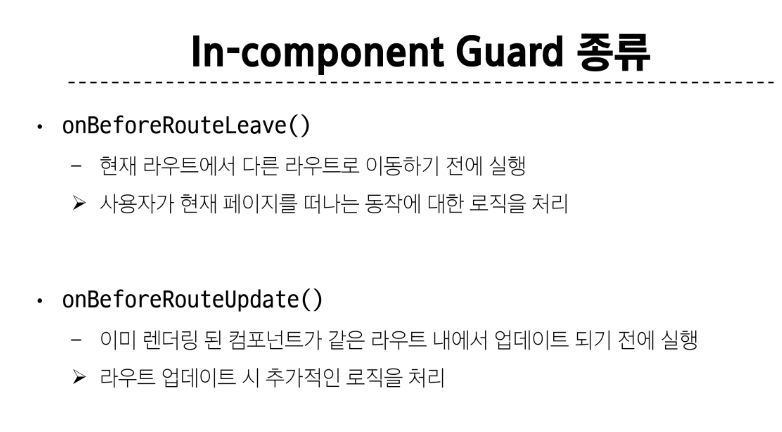 In-component Guard 종류
• onBeforeRouteLeave()
– 현재 라우트에서 다른 라우트로 이동하기 전에 실행
➢ 사용자가 현재 페이지를 떠나는 동작에 대한 로직을 처리
• onBeforeRouteUpdate()
– 이미 렌더링 된 컴포넌트가 같은 라우트 내에서 업데이트 되기 전에 실행
➢ 라우트 업데이트 시 추가적인 로직을 처리